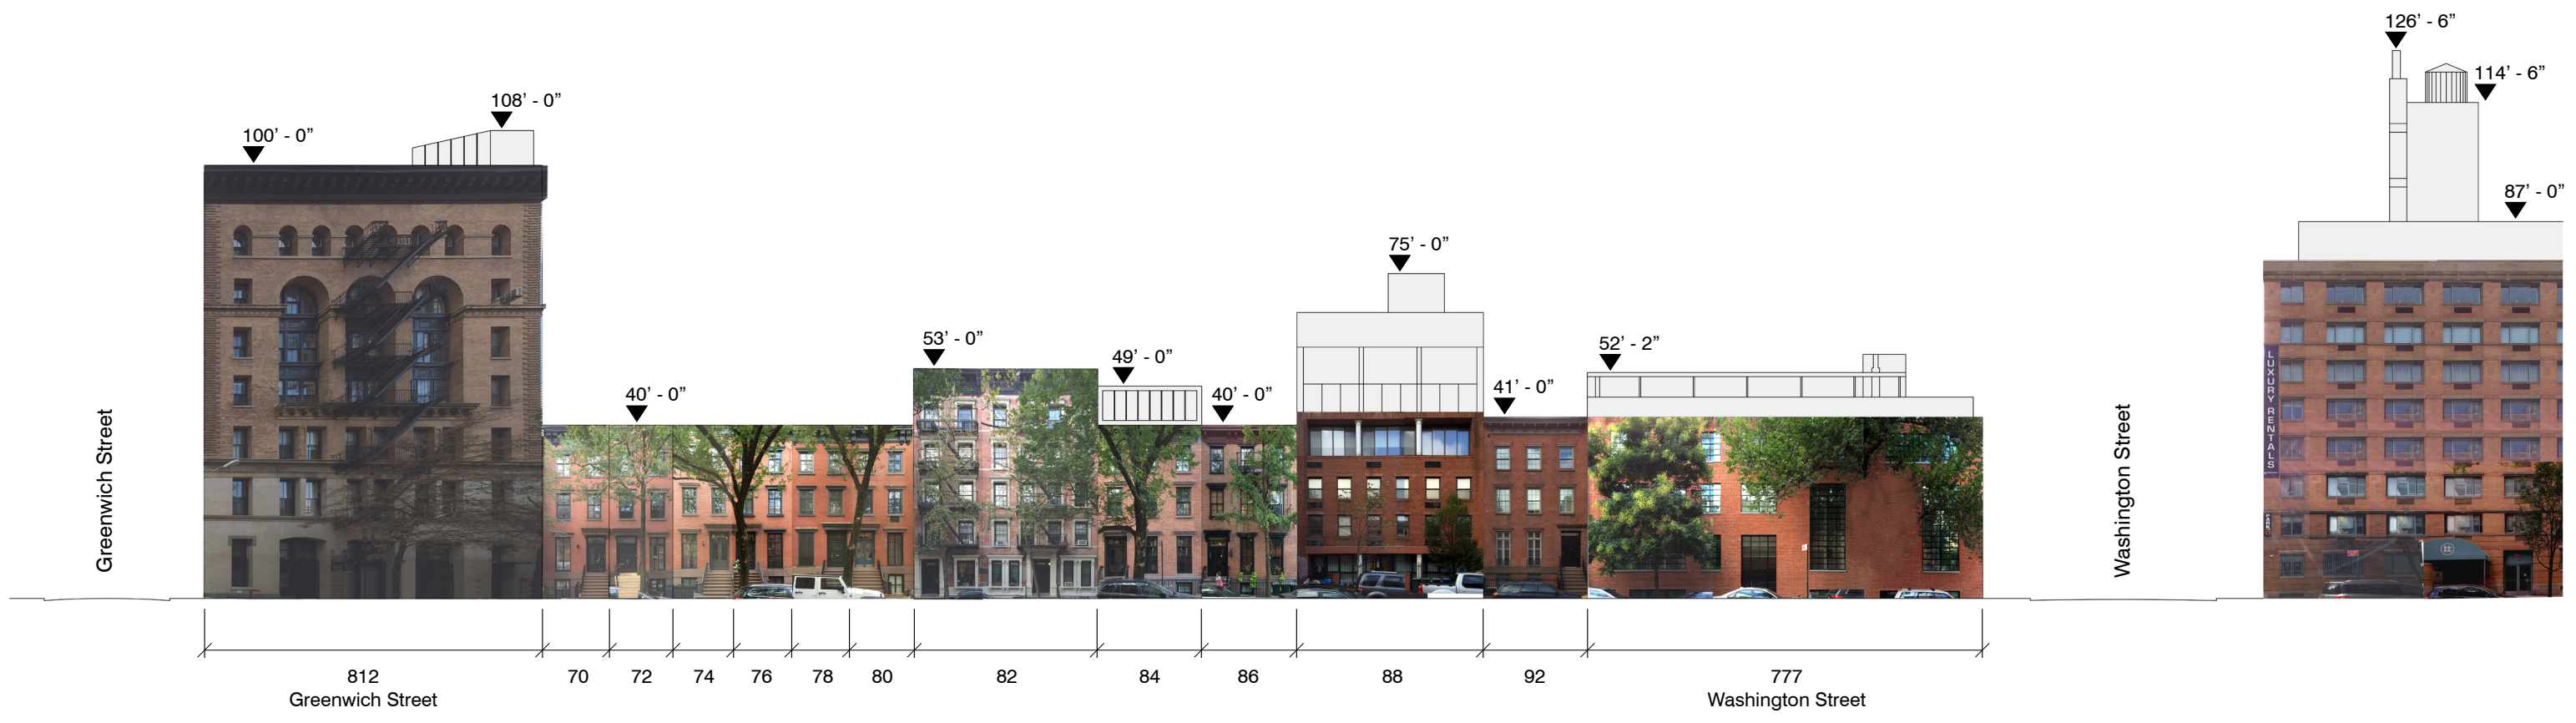 126’ - 6”
114’ - 6”
108’ - 0”
100’ - 0”
87’ - 0”
75’ - 0”
53’ - 0”
52’ - 2”
49’ - 0”
40’ - 0”
40’ - 0”
41’ - 0”
Greenwich Street
Washington Street
LUXURY RENTALS
812
Greenwich Street
70
72
74
76
78
80
82
84
86
88
92
777
Washington Street